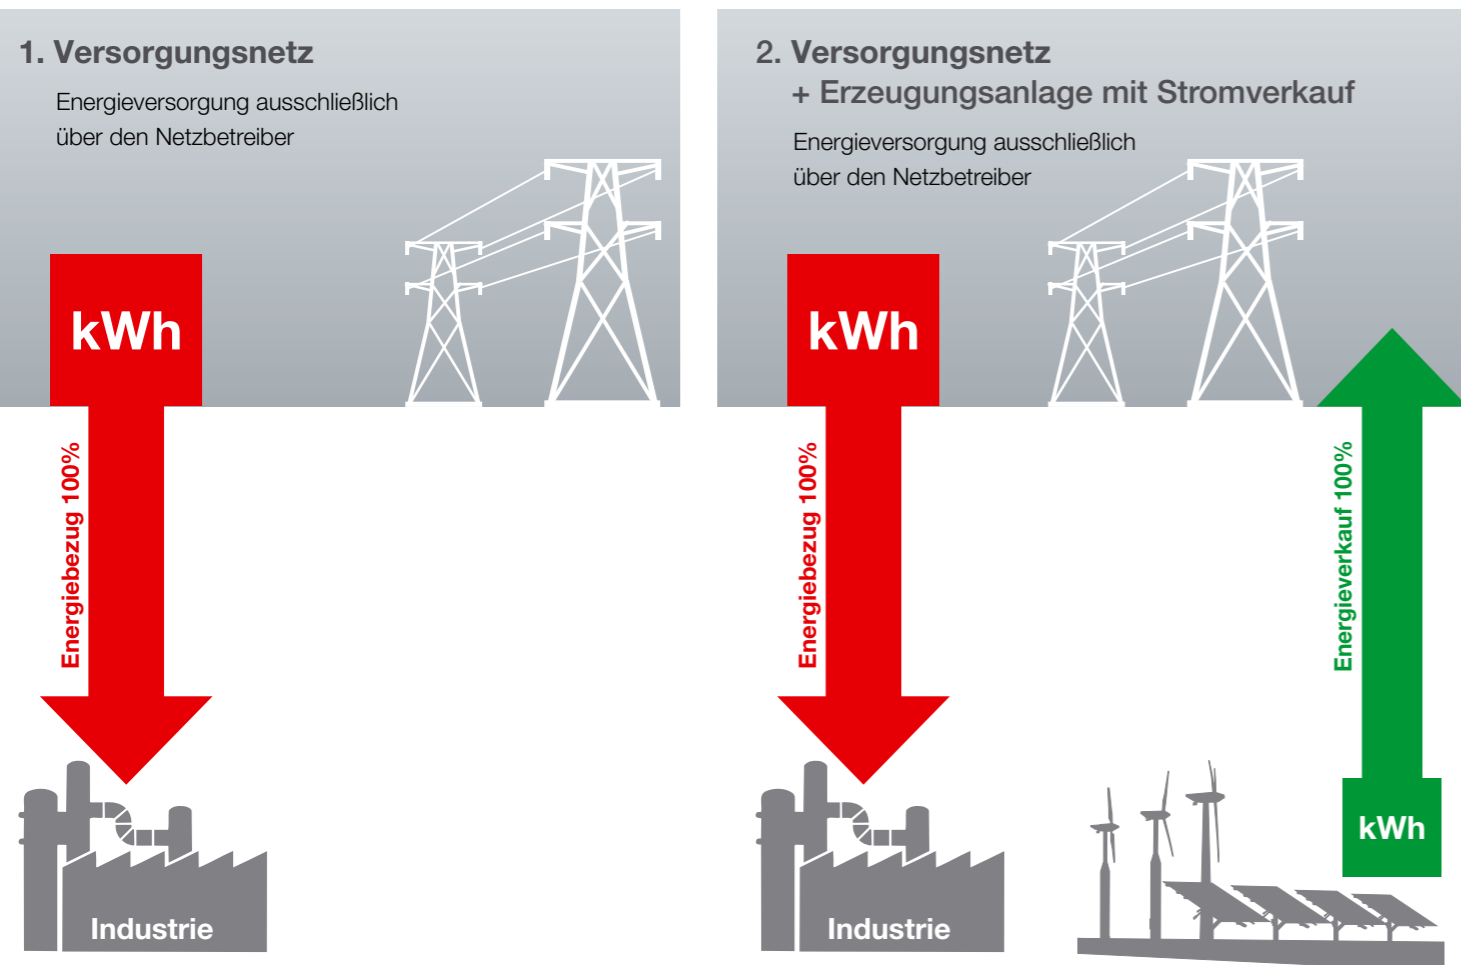 1. Versorgungsnetz
Energieversorgung ausschließlich
über den Netzbetreiber
kWh
Energiebezug 100%
Industrie
2. Versorgungsnetz
+ Erzeugungsanlage mit Stromverkauf
Energieversorgung ausschließlich
über den Netzbetreiber
kWh
Energiebezug 100%
Industrie
Energieverkauf 100%
kWh